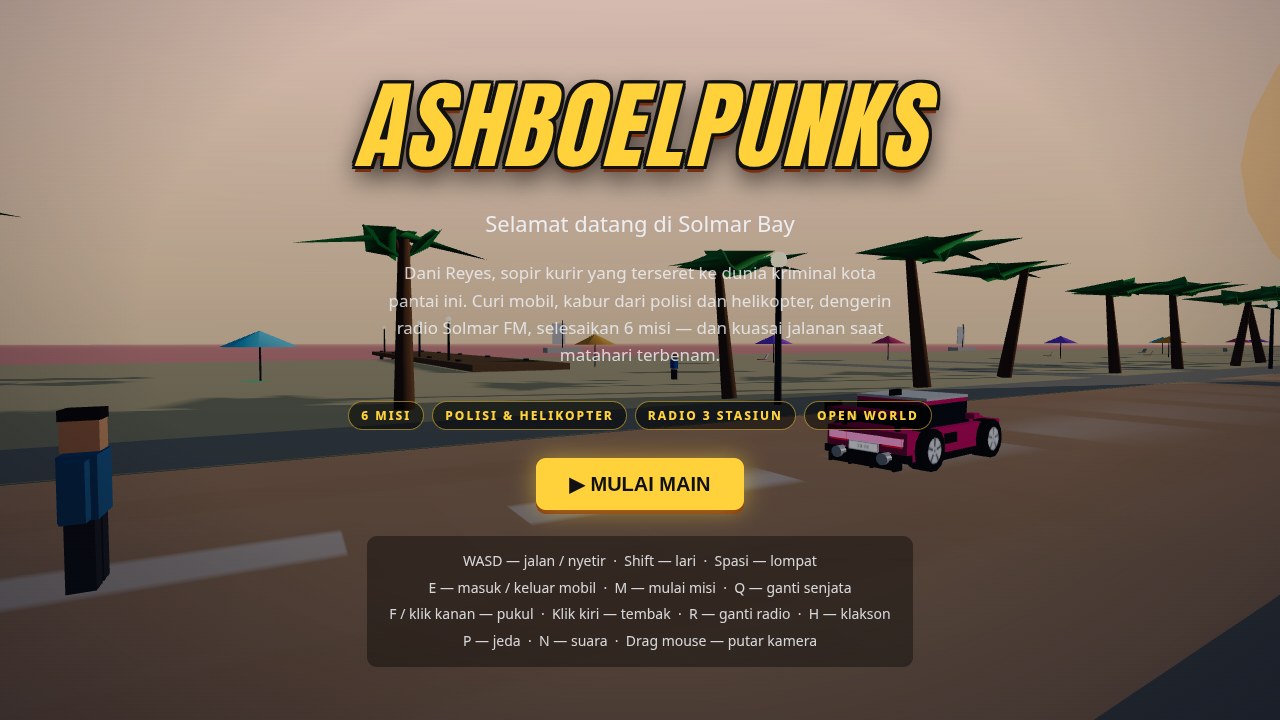 ASHBOELPUNKS
Selamat datang di Solmar Bay
Dani Reyes, sopir kurir yang terseret ke dunia kriminal kota
pantai ini. Curi mobil, kabur dari polisi dan helikopter, dengerin
radio Solmar FM, selesaikan 6 misi — dan kuasai jalanan saat
matahari terbenam.
6 MISI
POLISI & HELIKOPTER
RADIO 3 STASIUN
OPEN WORLD
▶ MULAI MAIN
WASD — jalan / nyetir · Shift — lari · Spasi — lompat
E — masuk / keluar mobil · M — mulai misi · Q — ganti senjata
F / klik kanan — pukul · Klik kiri — tembak · R — ganti radio · H — klakson
P — jeda · N — suara · Drag mouse — putar kamera